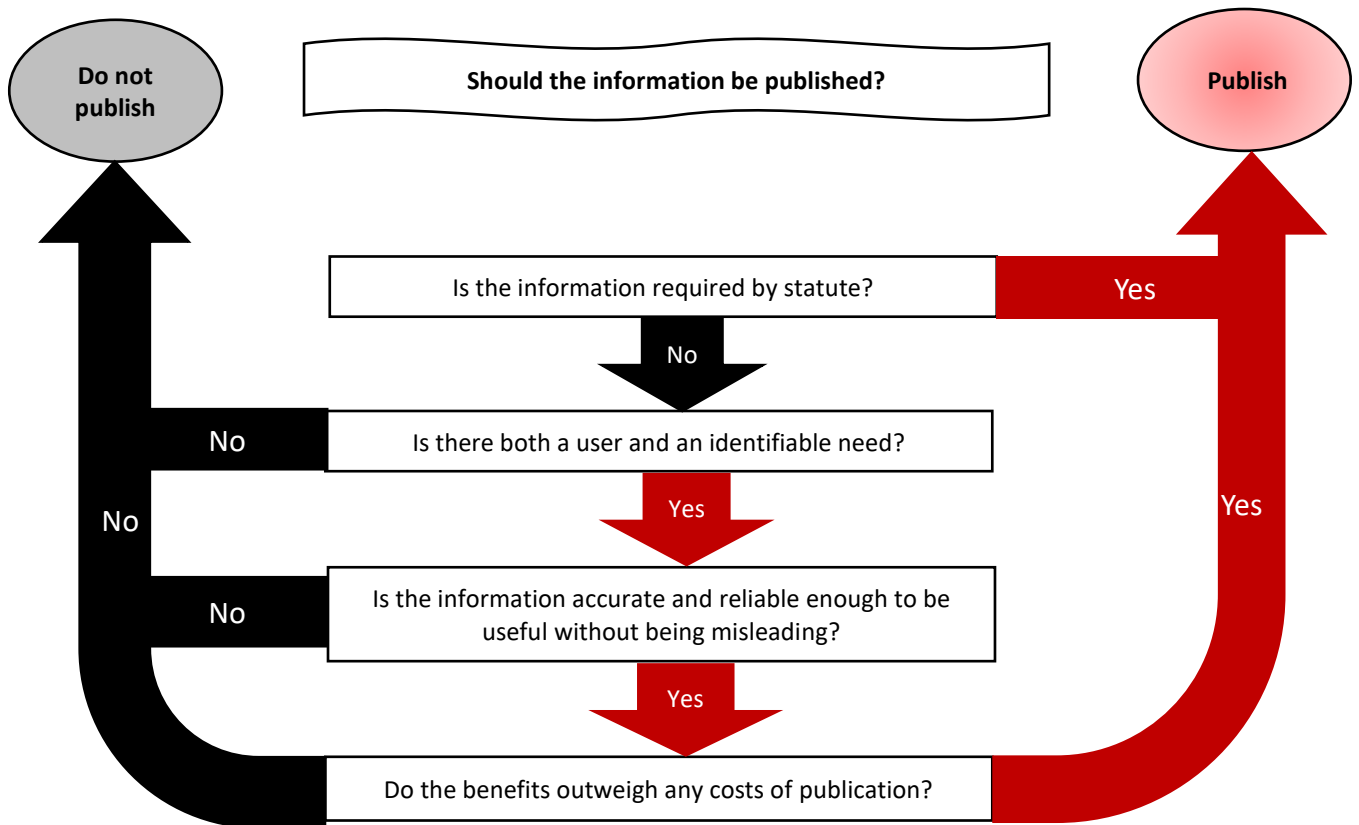 Do not
publish
Should the information be published?
Publish
Is the information required by statute?
Yes
No
No
Is there both a user and an identifiable need?
Yes
No
Yes
No
Is the information accurate and reliable enough to be
useful without being misleading?
Yes
Do the benefits outweigh any costs of publication?